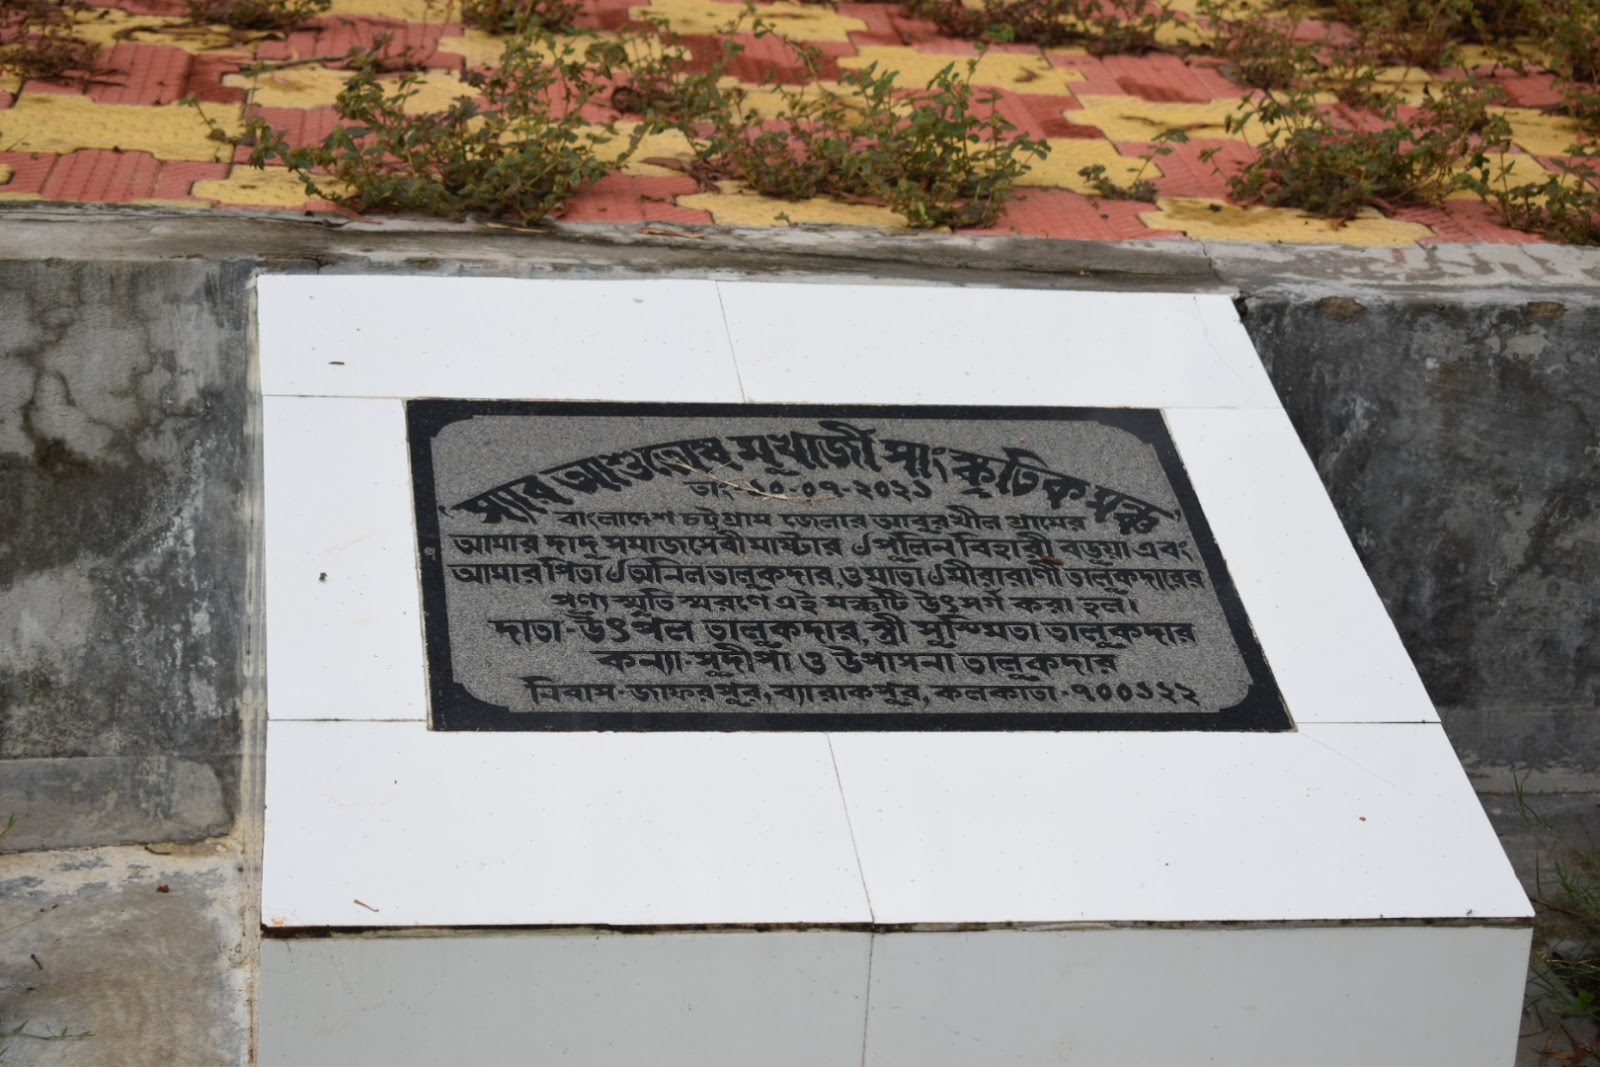 স্যার আশুতোষ মুখার্জী সাংস্কৃতিক মঞ্চ
তাং-১০-০৭-২০২১
বাংলাদেশ চট্টগ্রাম জেলার আবুরখীল গ্রামের
আমার দাদু সমাজসেবী মাষ্টার ৺পুলিন বিহারী বড়ুয়া এবং
আমার পিতা ৺অনিল তালুকদার, ও মাতা ৺মীরারাণী তালুকদারের
পুণ্য স্মৃতি স্মরণে এই মঞ্চটি উৎসর্গ করা হল।
দাতা-উৎপল তালুকদার, স্ত্রী সুস্মিতা তালুকদার
কন্যা-সুদীপা ও উপাসনা তালুকদার
নিবাস-জাফরপুর, ব্যারাকপুর, কলকাতা-৭০০১২২